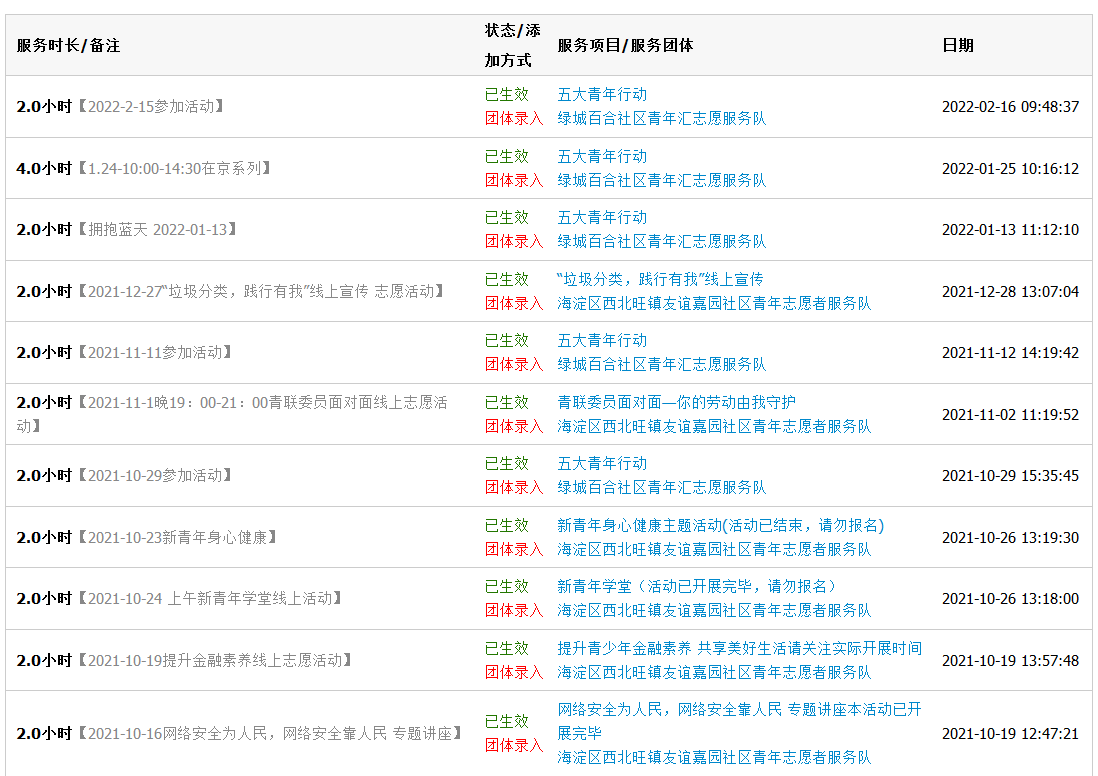 服务时长/备注
状态/添
加方式
服务项目/服务团体
日期
2.0小时【2022-2-15参加活动】
已生效
团体录入
五大青年行动
绿城百合社区青年汇志愿服务队
2022-02-16 09:48:37
4.0小时【1.24-10:00-14:30在京系列】
已生效
团体录入
五大青年行动
绿城百合社区青年汇志愿服务队
2022-01-25 10:16:12
2.0小时【拥抱蓝天 2022-01-13】
已生效
团体录入
五大青年行动
绿城百合社区青年汇志愿服务队
2022-01-13 11:12:10
2.0小时【2021-12-27“垃圾分类，践行有我”线上宣传 志愿活动】
已生效
团体录入
“垃圾分类，践行有我”线上宣传
海淀区西北旺镇友谊嘉园社区青年志愿者服务队
2021-12-28 13:07:04
2.0小时【2021-11-11参加活动】
已生效
团体录入
五大青年行动
绿城百合社区青年汇志愿服务队
2021-11-12 14:19:42
2.0小时【2021-11-1晚19：00-21：00青联委员面对面线上志愿活
动】
已生效
团体录入
青联委员面对面—你的劳动由我守护
海淀区西北旺镇友谊嘉园社区青年志愿者服务队
2021-11-02 11:19:52
2.0小时【2021-10-29参加活动】
已生效
团体录入
五大青年行动
绿城百合社区青年汇志愿服务队
2021-10-29 15:35:45
2.0小时【2021-10-23新青年身心健康】
已生效
团体录入
新青年身心健康主题活动(活动已结束，请勿报名)
海淀区西北旺镇友谊嘉园社区青年志愿者服务队
2021-10-26 13:19:30
2.0小时【2021-10-24 上午新青年学堂线上活动】
已生效
团体录入
新青年学堂（活动已开展完毕，请勿报名）
海淀区西北旺镇友谊嘉园社区青年志愿者服务队
2021-10-26 13:18:00
2.0小时【2021-10-19提升金融素养线上志愿活动】
已生效
团体录入
提升青少年金融素养 共享美好生活请关注实际开展时间
海淀区西北旺镇友谊嘉园社区青年志愿者服务队
2021-10-19 13:57:48
2.0小时【2021-10-16网络安全为人民，网络安全靠人民 专题讲座】
已生效
团体录入
网络安全为人民，网络安全靠人民 专题讲座本活动已开
展完毕
海淀区西北旺镇友谊嘉园社区青年志愿者服务队
2021-10-19 12:47:21